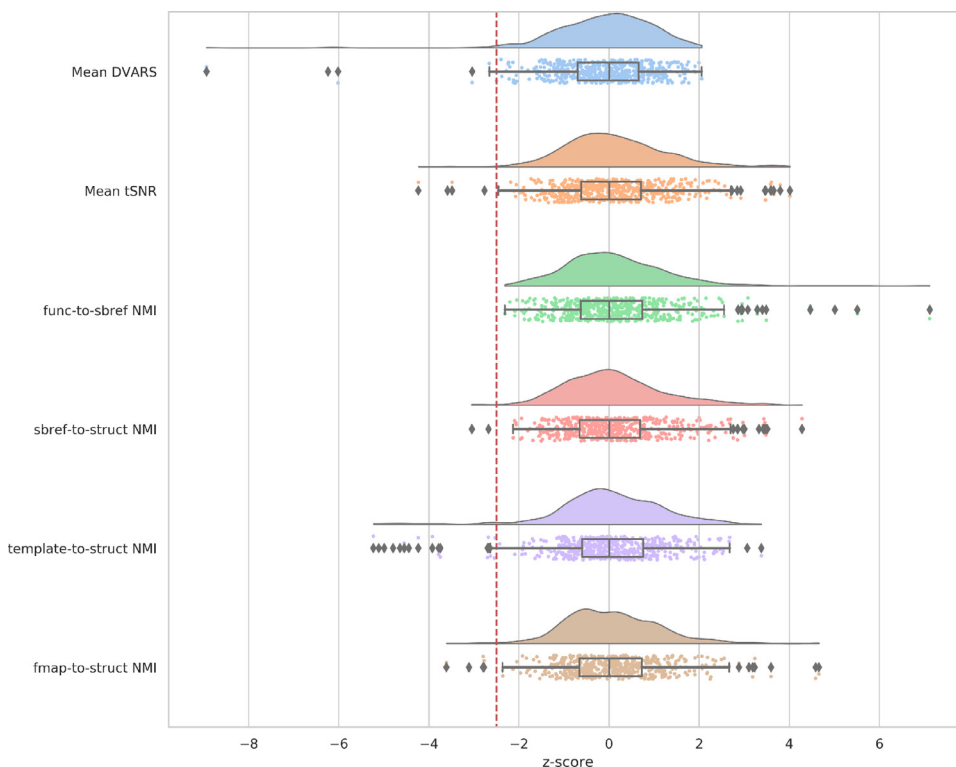 Mean DVARS
Mean tSNR
func-to-sbref NMI
sbref-to-struct NMI
template-to-struct NMI
fmap-to-struct NMI
−8 −6 −4 −2 0 2 4 6
z-score